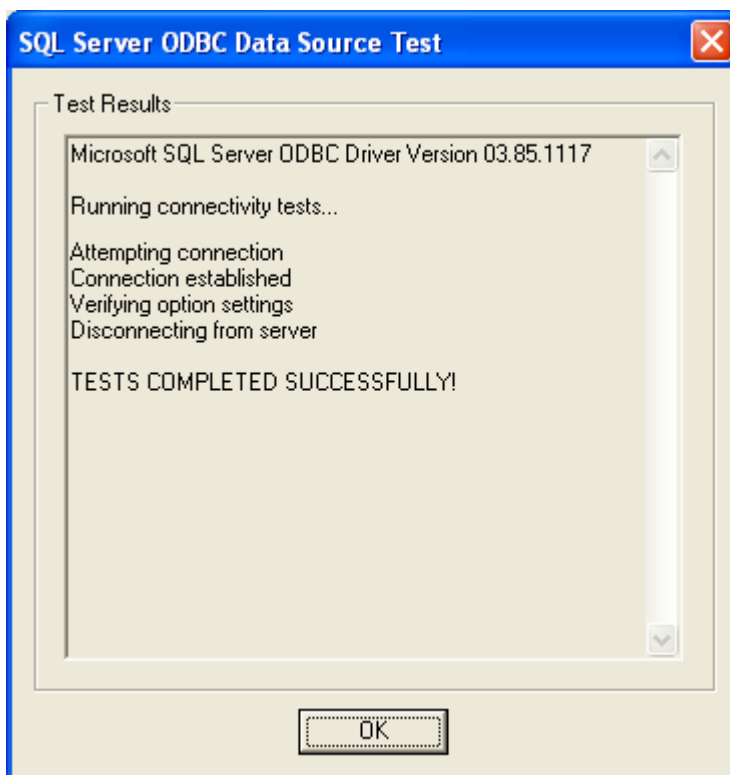 SQL Server ODBC Data Source Test
Test Results
Microsoft SQL Server ODBC Driver Version 03.85.1117
Running connectivity tests...
Attempting connection
Connection established
Verifying option settings
Disconnecting from server
TESTS COMPLETED SUCCESSFULLY!
OK